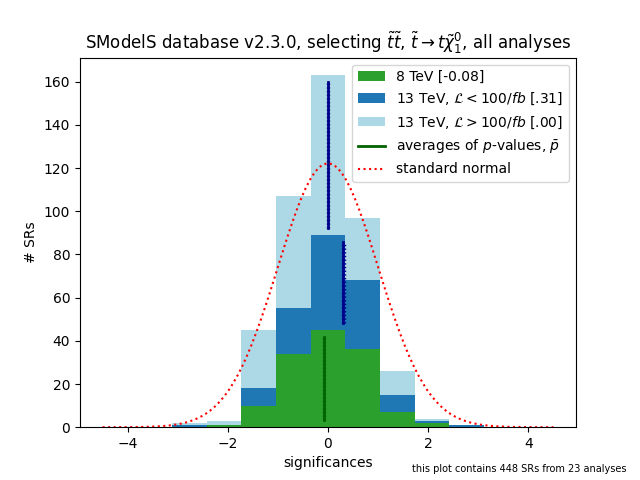 SModelS database v2.3.0, selecting t̃t̃, t̃ → tχ̃₁⁰, all analyses
8 TeV [-0.08]
13 TeV, ℒ < 100/fb [.31]
13 TeV, ℒ > 100/fb [.00]
averages of p-values, p̄
standard normal
160
140
120
100
80
60
40
20
0
# SRs
−4 −2 0 2 4
significances
this plot contains 448 SRs from 23 analyses